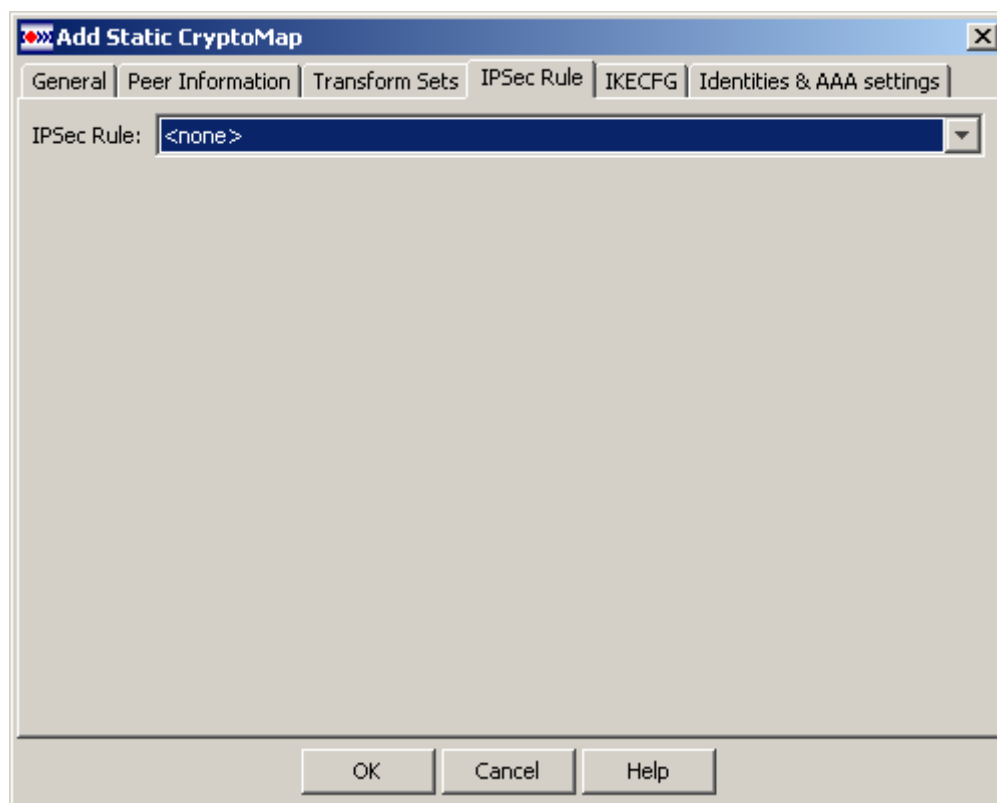 Add Static CryptoMap
General Peer Information Transform Sets IPSec Rule IKECFG Identities & AAA settings
IPSec Rule: <none>
OK Cancel Help